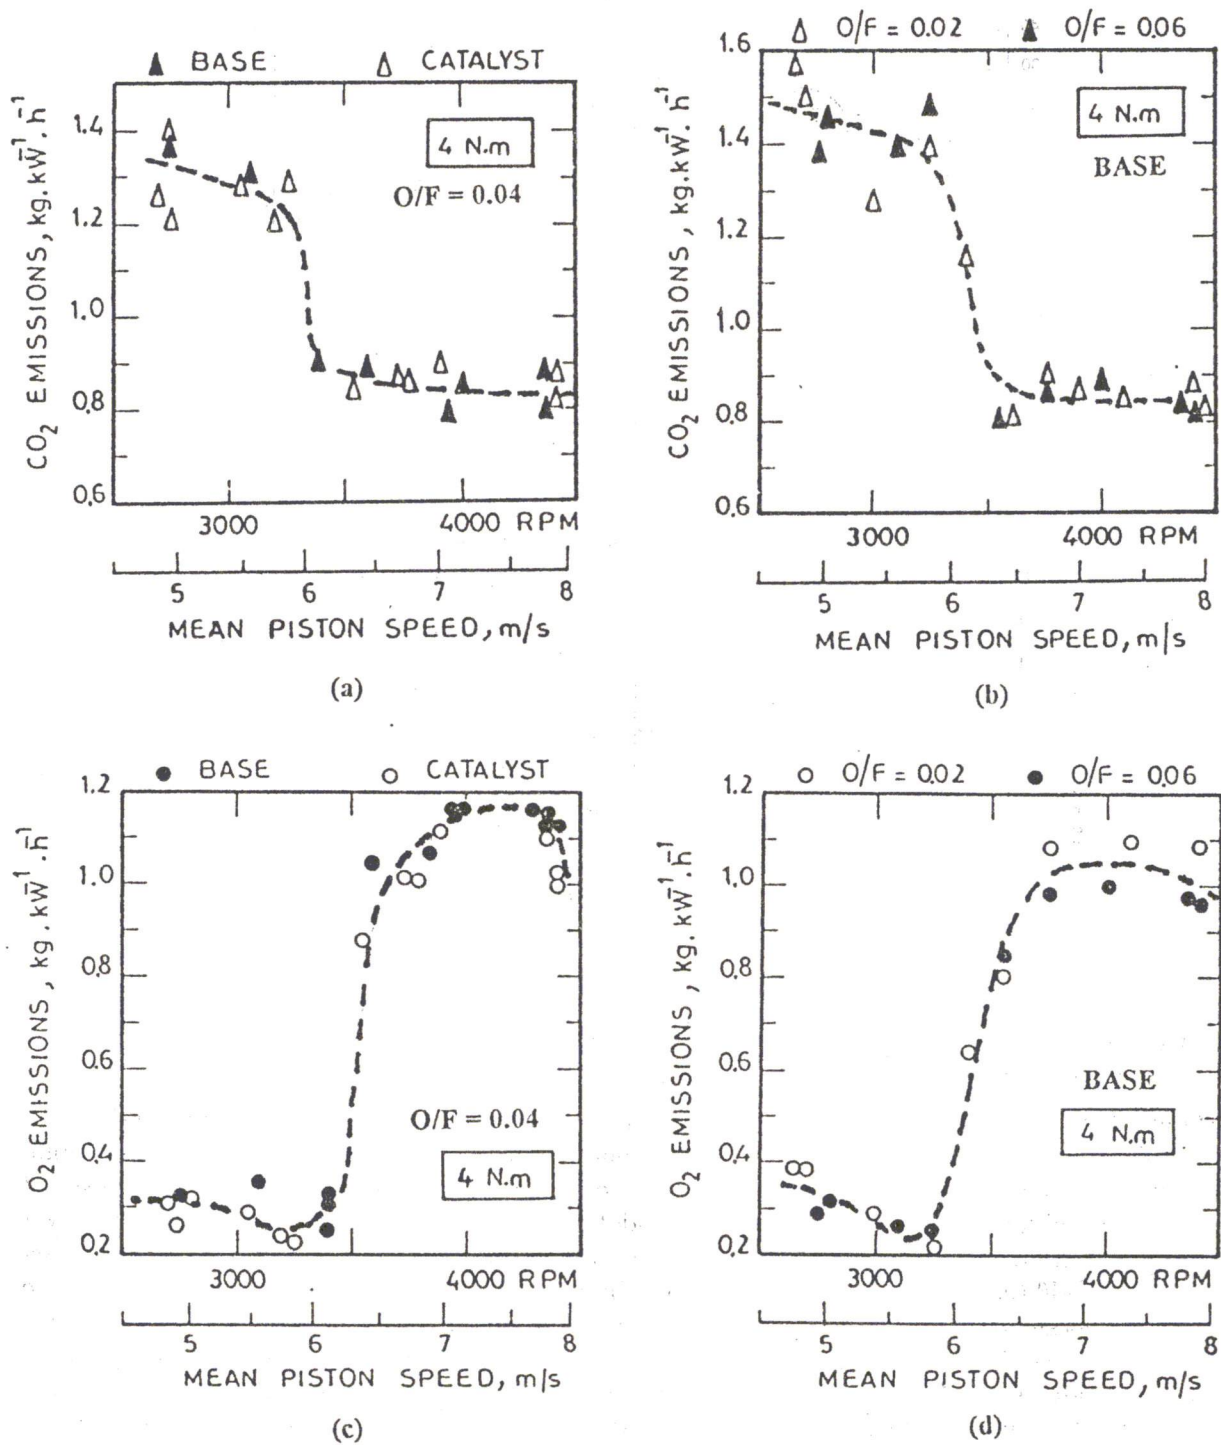 ▲ BASE △ CATALYST
CO₂ EMISSIONS, kg.kW̄¹.h̄¹
1.4
1.2
1.0
0.8
0.6
4 N.m
O/F = 0.04
3000 4000 RPM
5 6 7 8
MEAN PISTON SPEED, m/s
(a)
△ O/F = 0.02 ▲ O/F = 0.06
CO₂ EMISSIONS, kg.kW̄¹.h̄¹
1.6
1.4
1.2
1.0
0.8
0.6
4 N.m
BASE
3000 4000 RPM
5 6 7 8
MEAN PISTON SPEED, m/s
(b)
● BASE ○ CATALYST
O₂ EMISSIONS, kg.kW̄¹.h̄¹
1.2
1.0
0.8
0.6
0.4
0.2
O/F = 0.04
4 N.m
3000 4000 RPM
5 6 7 8
MEAN PISTON SPEED, m/s
(c)
○ O/F = 0.02 ● O/F = 0.06
O₂ EMISSIONS, kg.kW̄¹.h̄¹
1.2
1.0
0.8
0.6
0.4
0.2
BASE
4 N.m
3000 4000 RPM
5 6 7 8
MEAN PISTON SPEED, m/s
(d)